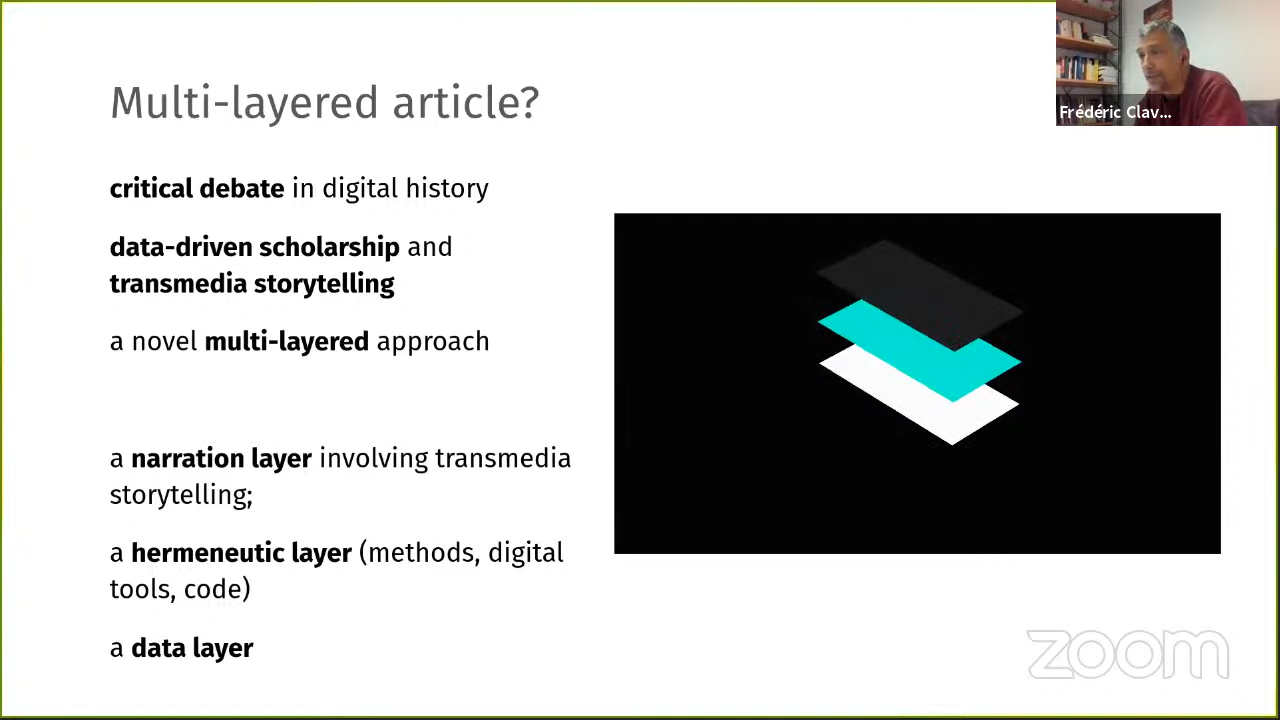 Multi-layered article?
critical debate in digital history
data-driven scholarship and
transmedia storytelling
a novel multi-layered approach
a narration layer involving transmedia
storytelling;
a hermeneutic layer (methods, digital
tools, code)
a data layer
Frédéric Clav...
zoom